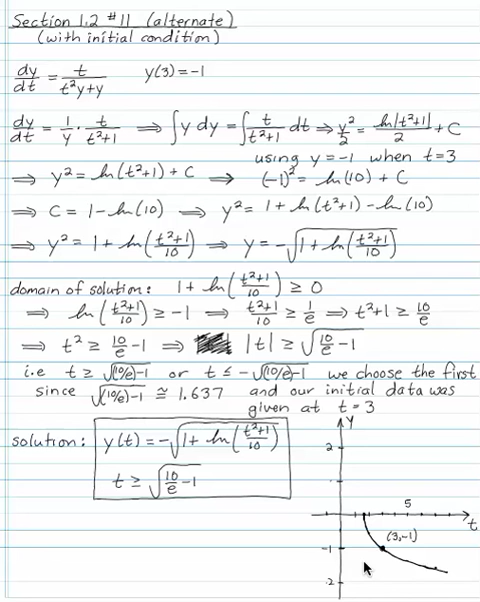 Section 1.2 #11 (alternate)
(with initial condition)
dy/dt = t/(t²y+y)    y(3)=-1
dy/dt = 1/y · t/(t²+1) ⇒ ∫y dy = ∫ t/(t²+1) dt ⇒ y²/2 = ln|t²+1|/2 + C
using y=-1 when t=3
⇒ y² = ln(t²+1) + C ⇒ (-1)² = ln(10) + C
⇒ C = 1-ln(10) ⇒ y² = 1+ln(t²+1)-ln(10)
⇒ y² = 1+ln((t²+1)/10) ⇒ y = -√(1+ln((t²+1)/10))
domain of solution: 1+ln((t²+1)/10) ≥ 0
⇒ ln((t²+1)/10) ≥ -1 ⇒ (t²+1)/10 ≥ 1/e ⇒ t²+1 ≥ 10/e
⇒ t² ≥ 10/e -1 ⇒ |t| ≥ √(10/e -1)
i.e t ≥ √((10/e)-1) or t ≤ -√((10/e)-1) we choose the first
since √((10/e)-1) ≅ 1.637 and our initial data was
given at t=3
solution: y(t) = -√(1+ln((t²+1)/10))
t ≥ √(10/e -1)
y
2
5
t
(3,-1)
-1
-2